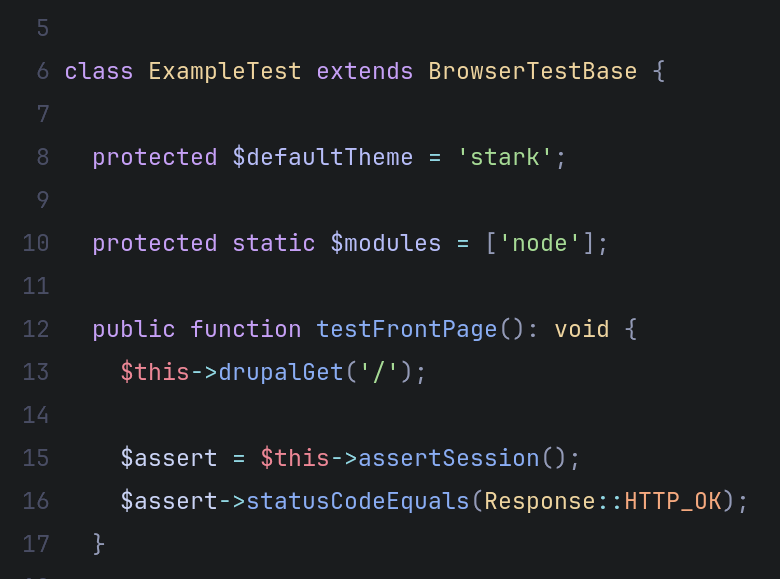 5
6 class ExampleTest extends BrowserTestBase {
7
8   protected $defaultTheme = 'stark';
9
10   protected static $modules = ['node'];
11
12   public function testFrontPage(): void {
13     $this->drupalGet('/');
14
15     $assert = $this->assertSession();
16     $assert->statusCodeEquals(Response::HTTP_OK);
17   }